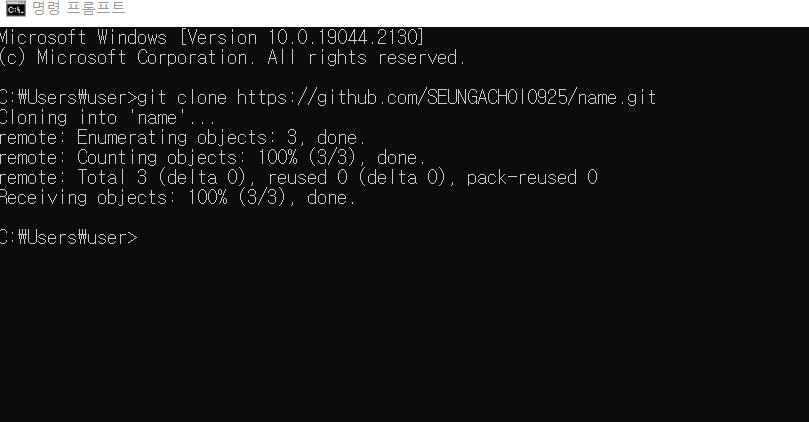 명령 프롬프트
Microsoft Windows [Version 10.0.19044.2130]
(c) Microsoft Corporation. All rights reserved.
C:₩Users₩user>git clone https://github.com/SEUNGACHOI0925/name.git
Cloning into 'name'...
remote: Enumerating objects: 3, done.
remote: Counting objects: 100% (3/3), done.
remote: Total 3 (delta 0), reused 0 (delta 0), pack-reused 0
Receiving objects: 100% (3/3), done.
C:₩Users₩user>